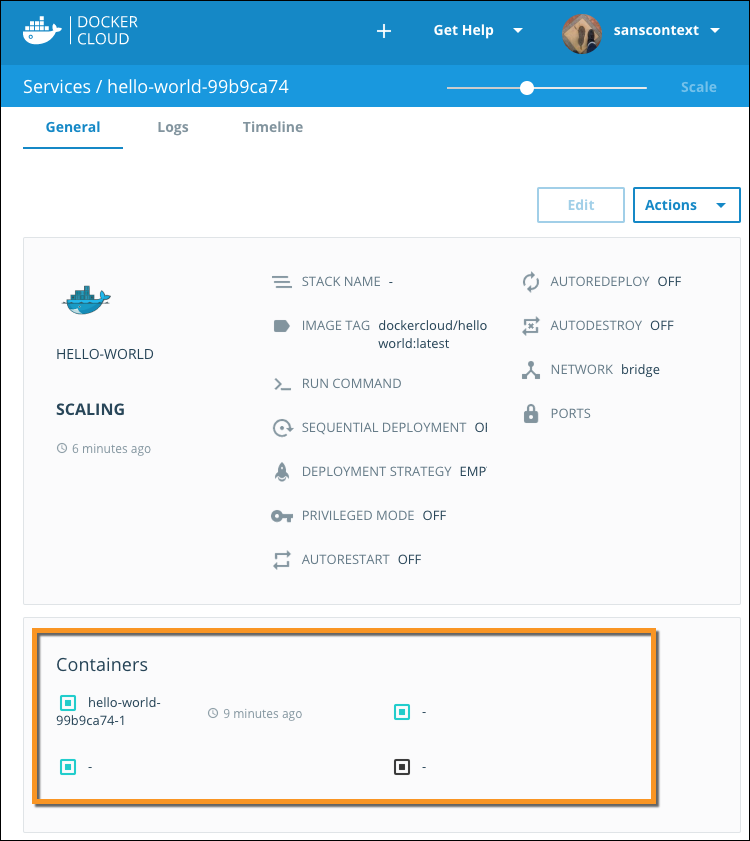 DOCKER
CLOUD
Get Help
sanscontext
Services / hello-world-99b9ca74
Scale
General
Logs
Timeline
Edit
Actions
HELLO-WORLD
SCALING
6 minutes ago
STACK NAME -
IMAGE TAG dockercloud/hello
world:latest
RUN COMMAND
SEQUENTIAL DEPLOYMENT
DEPLOYMENT STRATEGY EMP
PRIVILEGED MODE OFF
AUTORESTART OFF
AUTOREDEPLOY OFF
AUTODESTROY OFF
NETWORK bridge
PORTS
Containers
hello-world-
99b9ca74-1
9 minutes ago
-
-
-